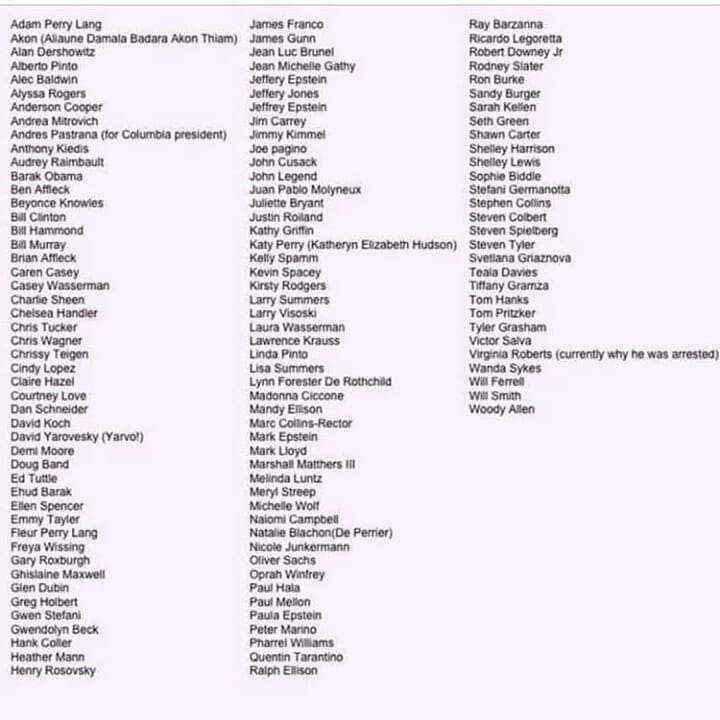 Adam Perry Lang
Akon (Aliaune Damala Badara Akon Thiam)
Alan Dershowitz
Alberto Pinto
Alec Baldwin
Alyssa Rogers
Anderson Cooper
Andrea Mitrovich
Andres Pastrana (for Columbia president)
Anthony Kiedis
Audrey Raimbault
Barak Obama
Ben Affleck
Beyonce Knowles
Bill Clinton
Bill Hammond
Bill Murray
Brian Affleck
Caren Casey
Casey Wasserman
Charlie Sheen
Chelsea Handler
Chris Tucker
Chris Wagner
Chrissy Teigen
Cindy Lopez
Claire Hazel
Courtney Love
Dan Schneider
David Koch
David Yarovesky (Yarvo!)
Demi Moore
Doug Band
Ed Tuttle
Ehud Barak
Ellen Spencer
Emmy Tayler
Fleur Perry Lang
Freya Wissing
Gary Roxburgh
Ghislaine Maxwell
Glen Dubin
Greg Holbert
Gwen Stefani
Gwendolyn Beck
Hank Coller
Heather Mann
Henry Rosovsky
James Franco
James Gunn
Jean Luc Brunel
Jean Michelle Gathy
Jeffery Epstein
Jeffery Jones
Jeffrey Epstein
Jim Carrey
Jimmy Kimmel
Joe pagino
John Cusack
John Legend
Juan Pablo Molyneux
Juliette Bryant
Justin Roiland
Kathy Griffin
Katy Perry (Katheryn Elizabeth Hudson)
Kelly Spamm
Kevin Spacey
Kirsty Rodgers
Larry Summers
Larry Visoski
Laura Wasserman
Lawrence Krauss
Linda Pinto
Lisa Summers
Lynn Forester De Rothchild
Madonna Ciccone
Mandy Ellison
Marc Collins-Rector
Mark Epstein
Mark Lloyd
Marshall Matthers III
Melinda Luntz
Meryl Streep
Michelle Wolf
Naiomi Campbell
Natalie Blachon(De Perrier)
Nicole Junkermann
Oliver Sachs
Oprah Winfrey
Paul Hala
Paul Mellon
Paula Epstein
Peter Marino
Pharrel Williams
Quentin Tarantino
Ralph Ellison
Ray Barzanna
Ricardo Legoretta
Robert Downey Jr
Rodney Slater
Ron Burke
Sandy Burger
Sarah Kellen
Seth Green
Shawn Carter
Shelley Harrison
Shelley Lewis
Sophie Biddle
Stefani Germanotta
Stephen Collins
Steven Colbert
Steven Spielberg
Steven Tyler
Svetlana Griaznova
Teala Davies
Tiffany Gramza
Tom Hanks
Tom Pritzker
Tyler Grasham
Victor Salva
Virginia Roberts (currently why he was arrested)
Wanda Sykes
Will Ferrell
Will Smith
Woody Allen